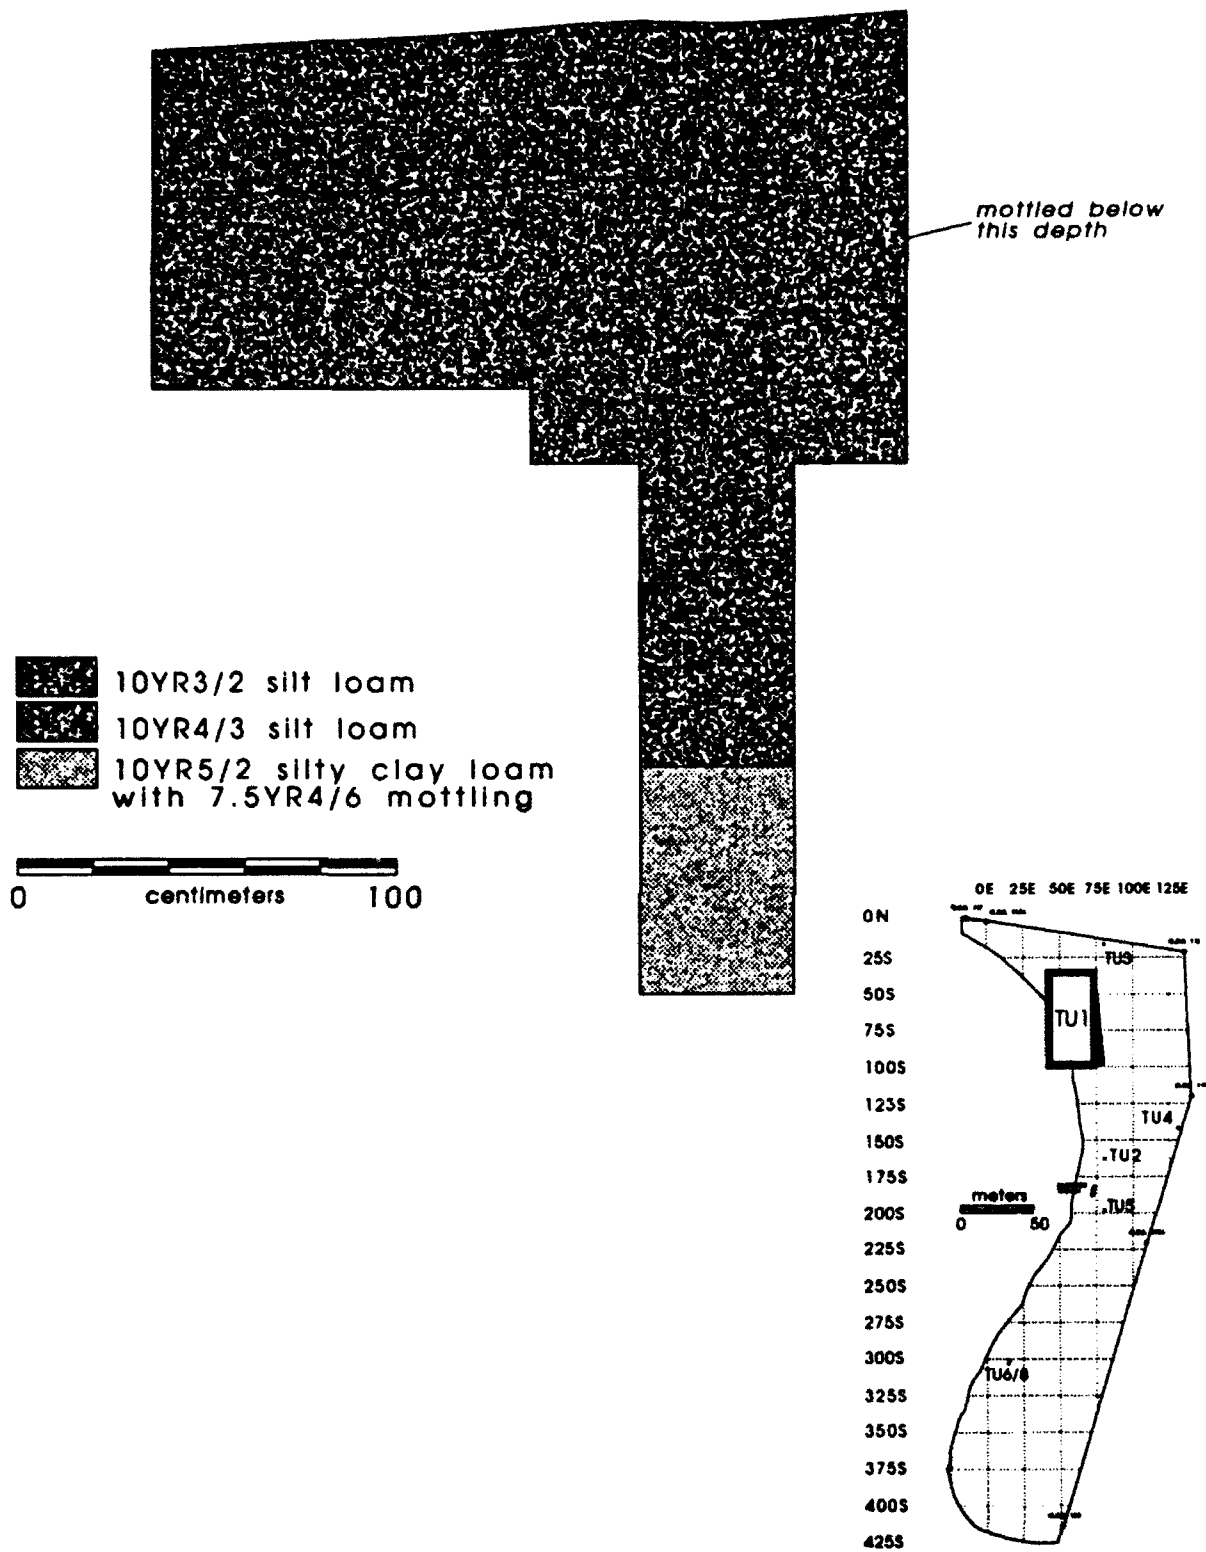 mottled below
this depth
10YR3/2 silt loam
10YR4/3 silt loam
10YR5/2 silty clay loam
with 7.5YR4/6 mottling
0 centimeters 100
0E 25E 50E 75E 100E 125E
0N
TU3
25S
50S
TU1
75S
100S
125S
TU4
150S
TU2
175S
meters
TU5
200S
0 50
225S
250S
275S
300S
TU6/8
325S
350S
375S
400S
425S